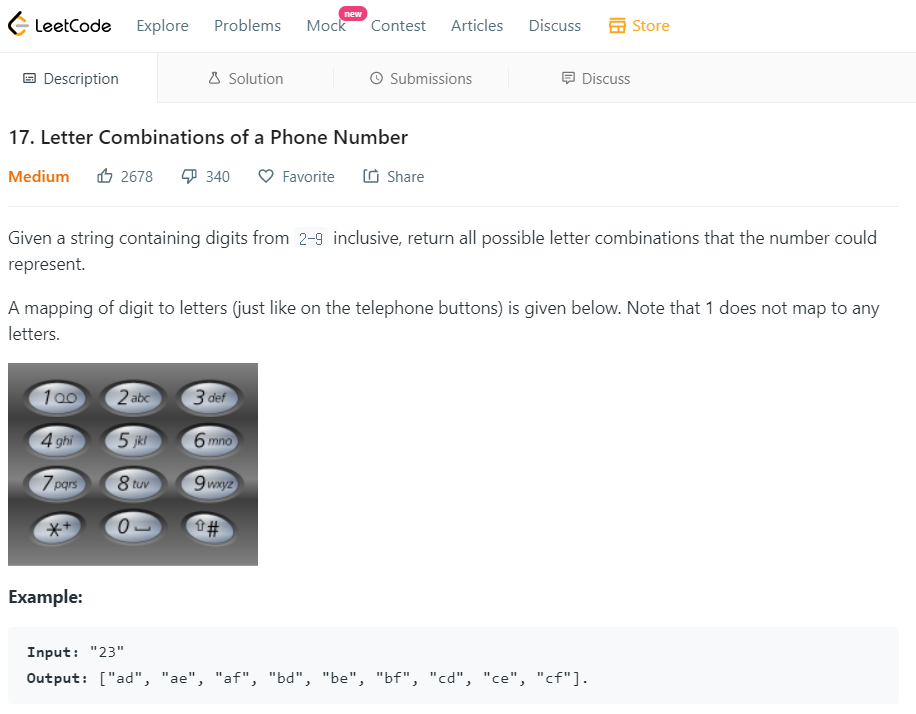 LeetCode Explore Problems Mock new Contest Articles Discuss Store
Description Solution Submissions Discuss
17. Letter Combinations of a Phone Number
Medium 2678 340 Favorite Share
Given a string containing digits from 2-9 inclusive, return all possible letter combinations that the number could
represent.
A mapping of digit to letters (just like on the telephone buttons) is given below. Note that 1 does not map to any
letters.
1 2 abc 3 def
4 ghi 5 jkl 6 mno
7 pqrs 8 tuv 9 wxyz
*+ 0 #
Example:
Input: "23"
Output: ["ad", "ae", "af", "bd", "be", "bf", "cd", "ce", "cf"].